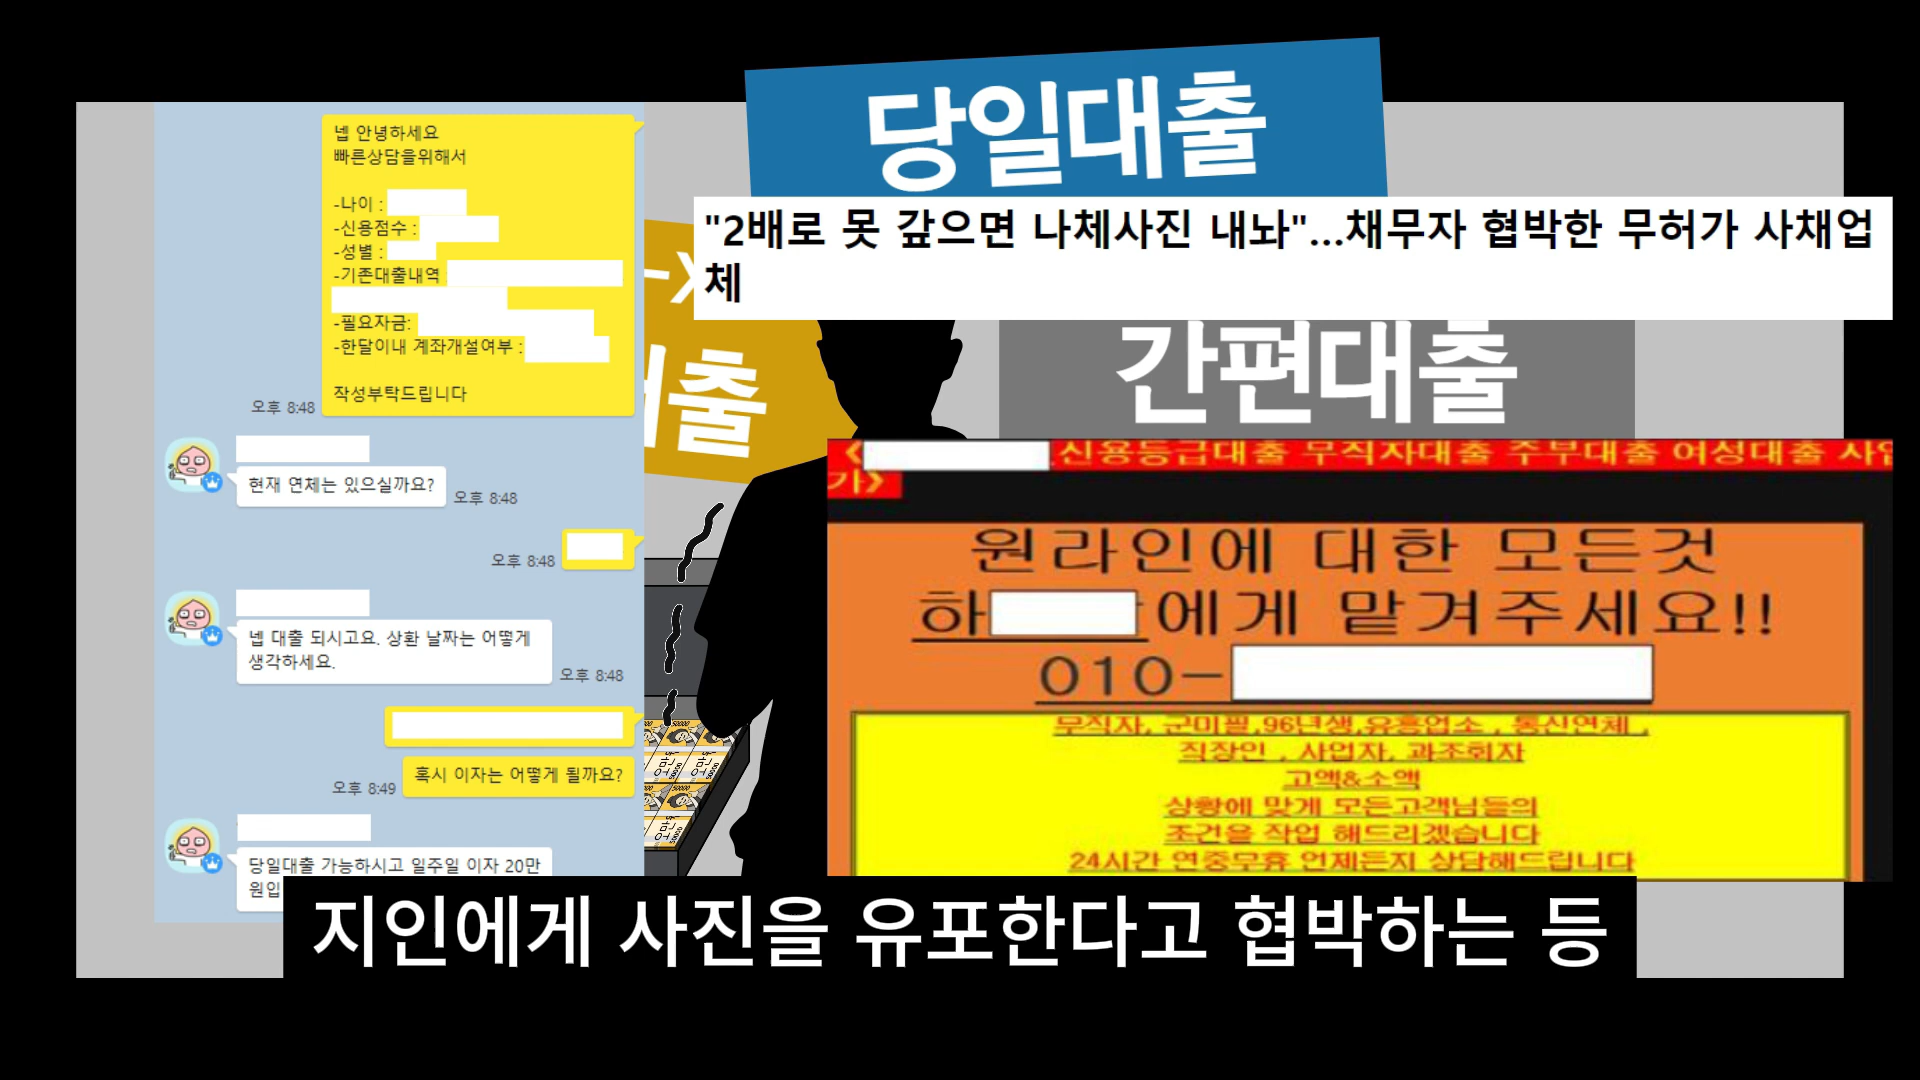 넵 안녕하세요
빠른상담을위해서
-나이 :
-신용점수 :
-성별 :
-기존대출내역
-필요자금:
-한달이내 계좌개설여부 :
작성부탁드립니다
오후 8:48
현재 연체는 있으실까요?
오후 8:48
오후 8:48
넵 대출 되시고요. 상환 날짜는 어떻게
생각하세요.
오후 8:48
혹시 이자는 어떻게 될까요?
오후 8:49
당일대출 가능하시고 일주일 이자 20만
원입
당일대출
"2배로 못 갚으면 나체사진 내놔"...채무자 협박한 무허가 사채업
체
출
간편대출
신용등급대출 무직자대출 주부대출 여성대출 사업
가》
원라인에 대한 모든것
하 에게 맡겨주세요!!
010-
무직자, 군미필,96년생,유흥업소 , 통신연체 ,
직장인 , 사업자, 과조회자
고액&소액
상황에 맞게 모든고객님들의
조건을 작업 해드리겠습니다
24시간 연중무휴 언제든지 상담해드립니다
지인에게 사진을 유포한다고 협박하는 등